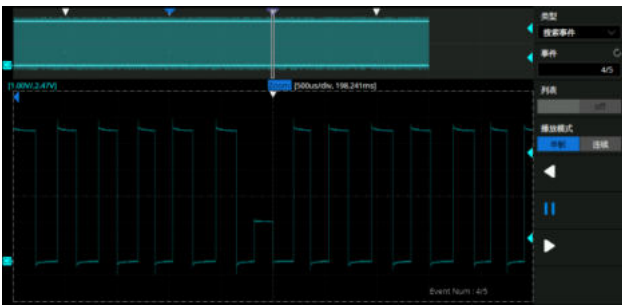 类型
搜索事件
事件
4/5
[1.00V/,2.47V]
[500us/div, 198.241ms]
列表
off
播放模式
单帧
连续
Event Num : 4/5